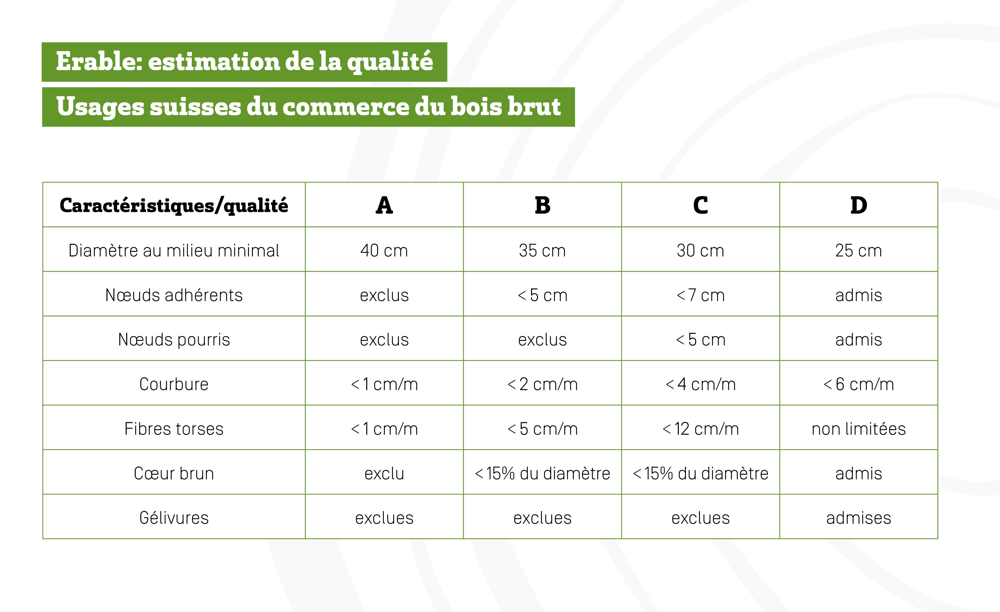 Erable: estimation de la qualité
Usages suisses du commerce du bois brut
Caractéristiques/qualité A B C D
Diamètre au milieu minimal 40 cm 35 cm 30 cm 25 cm
Nœuds adhérents exclus < 5 cm < 7 cm admis
Nœuds pourris exclus exclus < 5 cm admis
Courbure < 1 cm/m < 2 cm/m < 4 cm/m < 6 cm/m
Fibres torses < 1 cm/m < 5 cm/m < 12 cm/m non limitées
Cœur brun exclu < 15% du diamètre < 15% du diamètre admis
Gélivures exclues exclues exclues admises